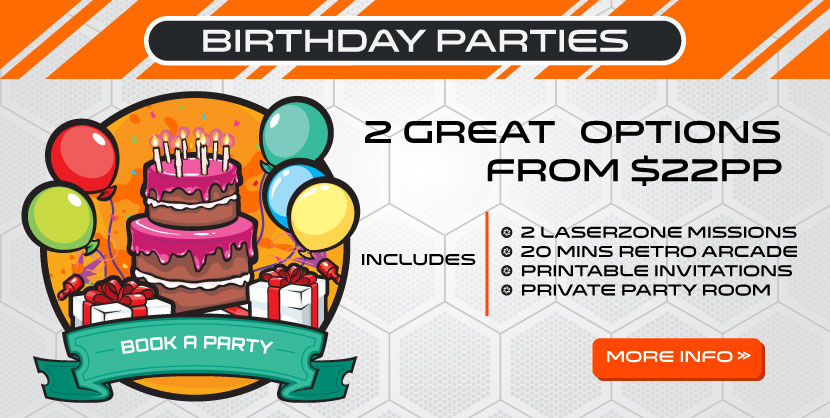 BIRTHDAY PARTIES
2 GREAT OPTIONS
FROM $22PP
INCLUDES
2 LASERZONE MISSIONS
20 MINS RETRO ARCADE
PRINTABLE INVITATIONS
PRIVATE PARTY ROOM
BOOK A PARTY
MORE INFO »